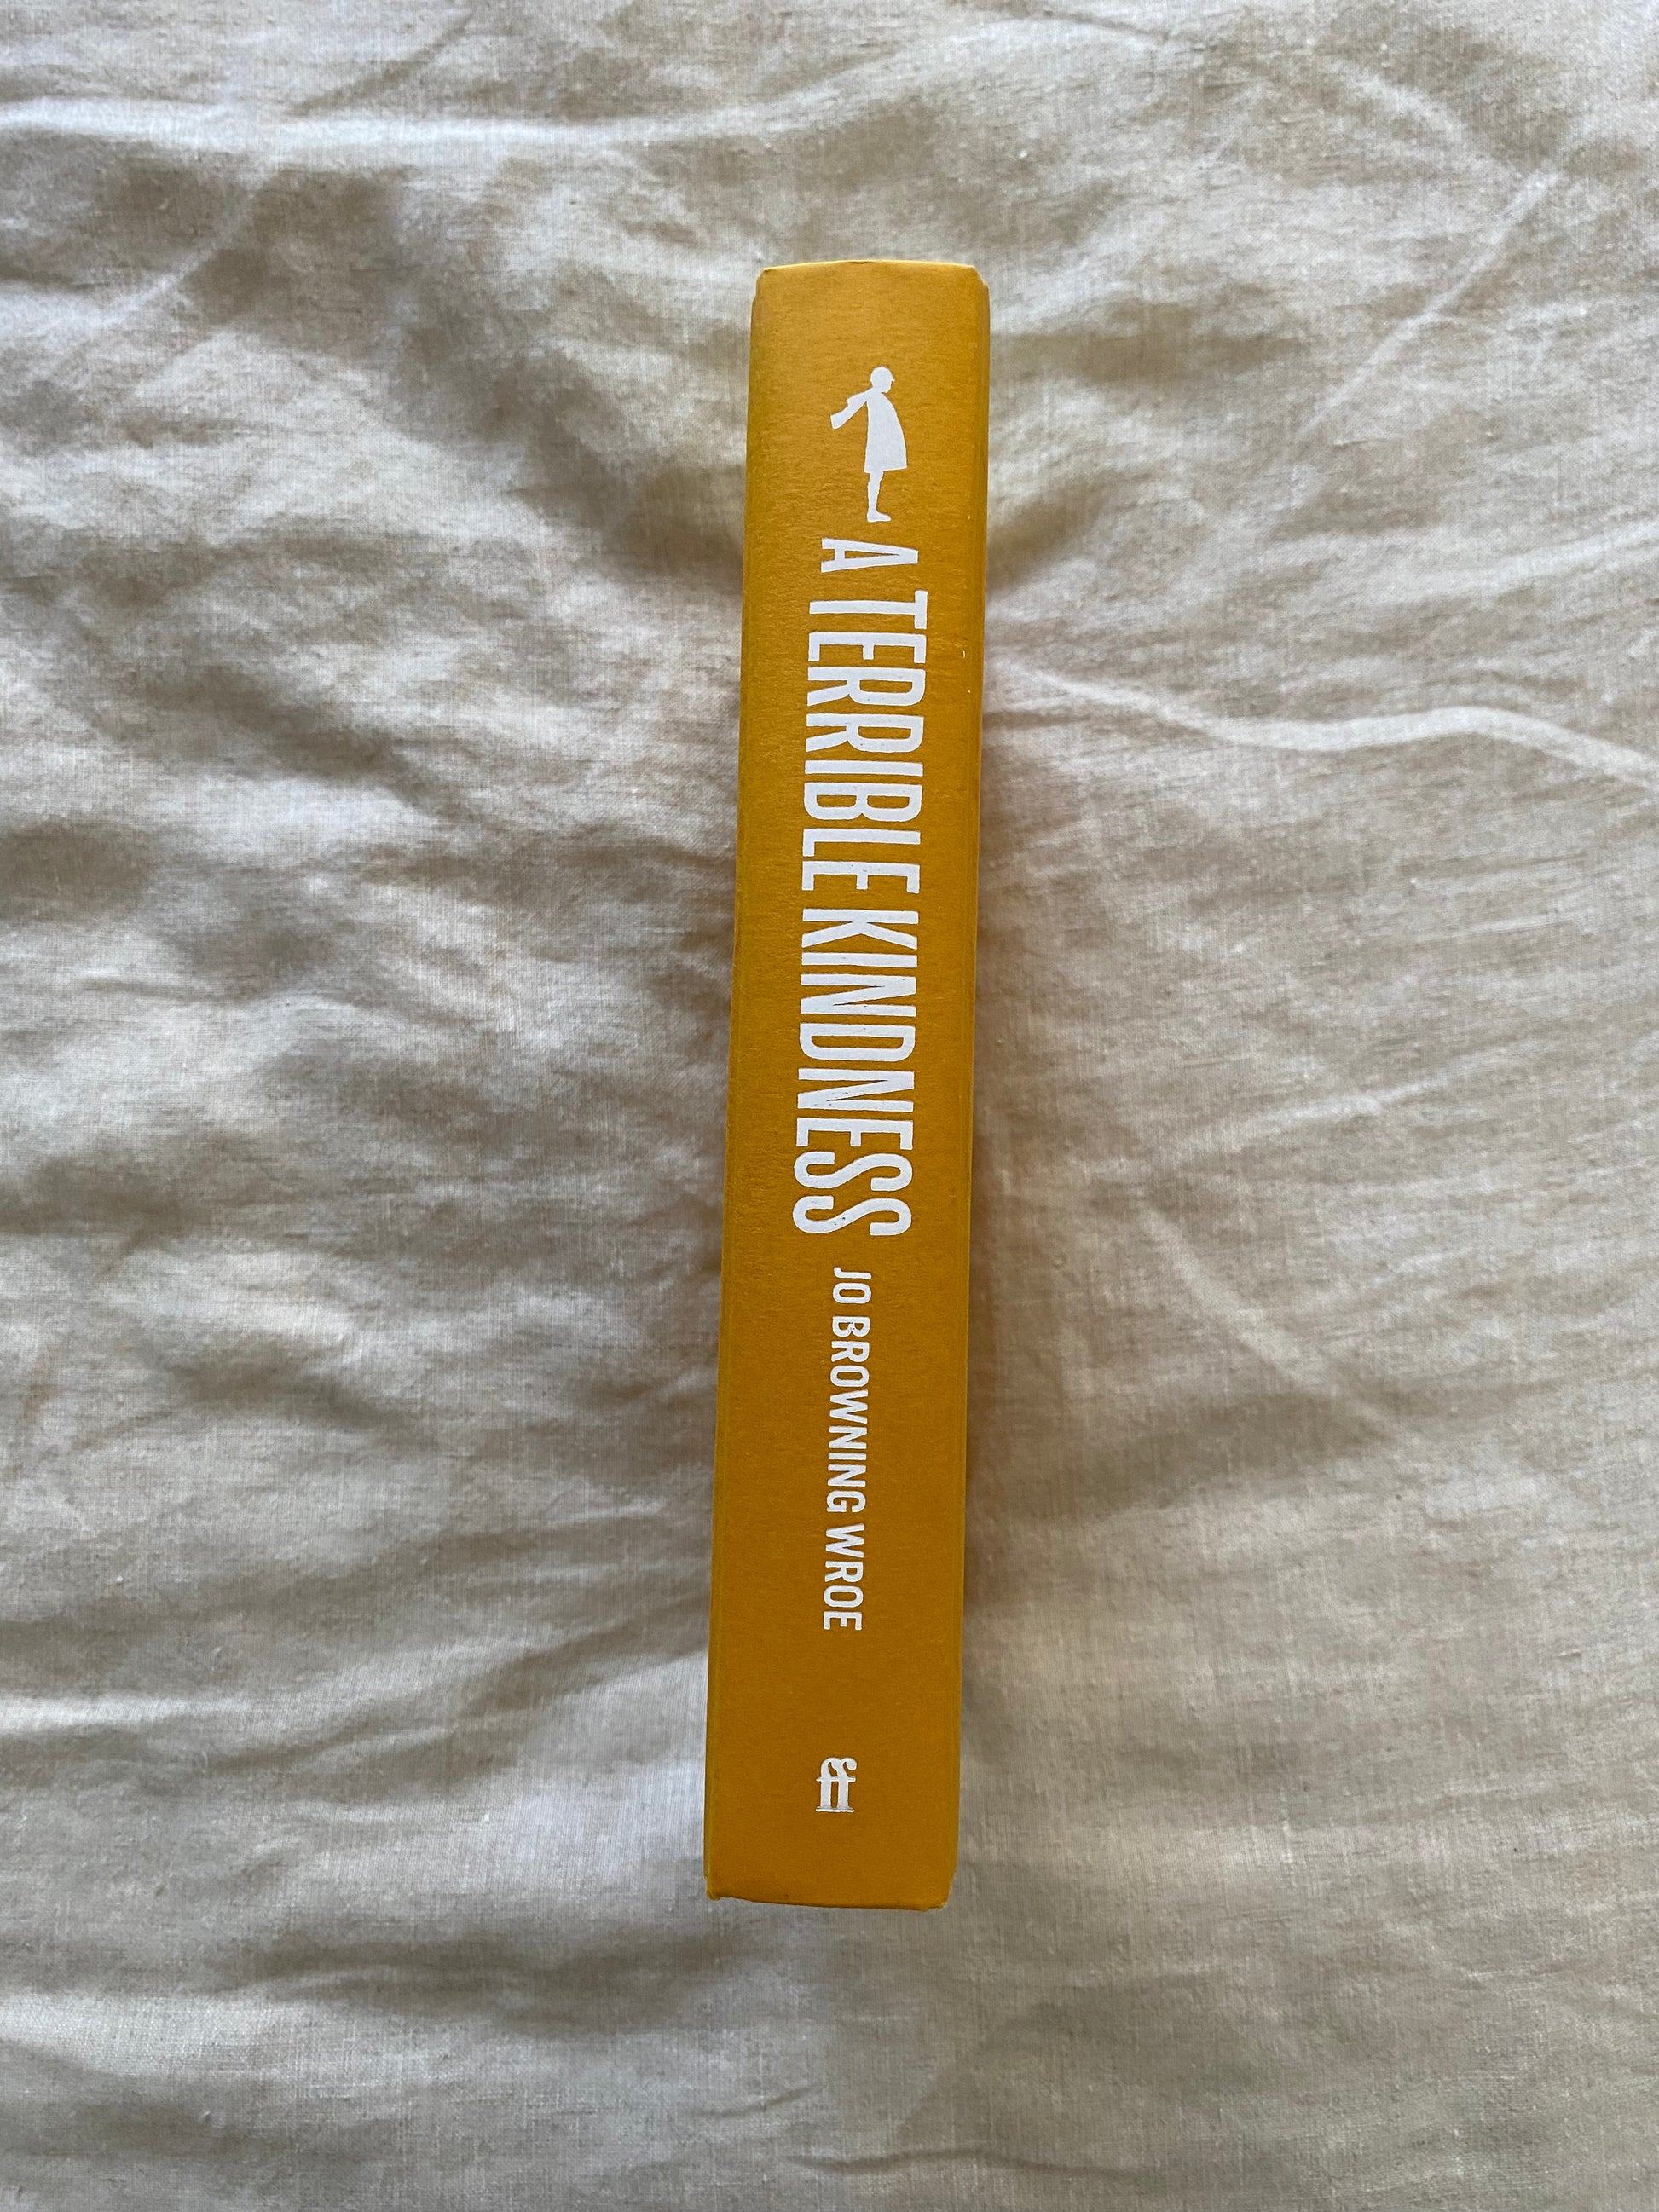 A TERRIBLE KINDNESS
JO BROWNING WROE
ff